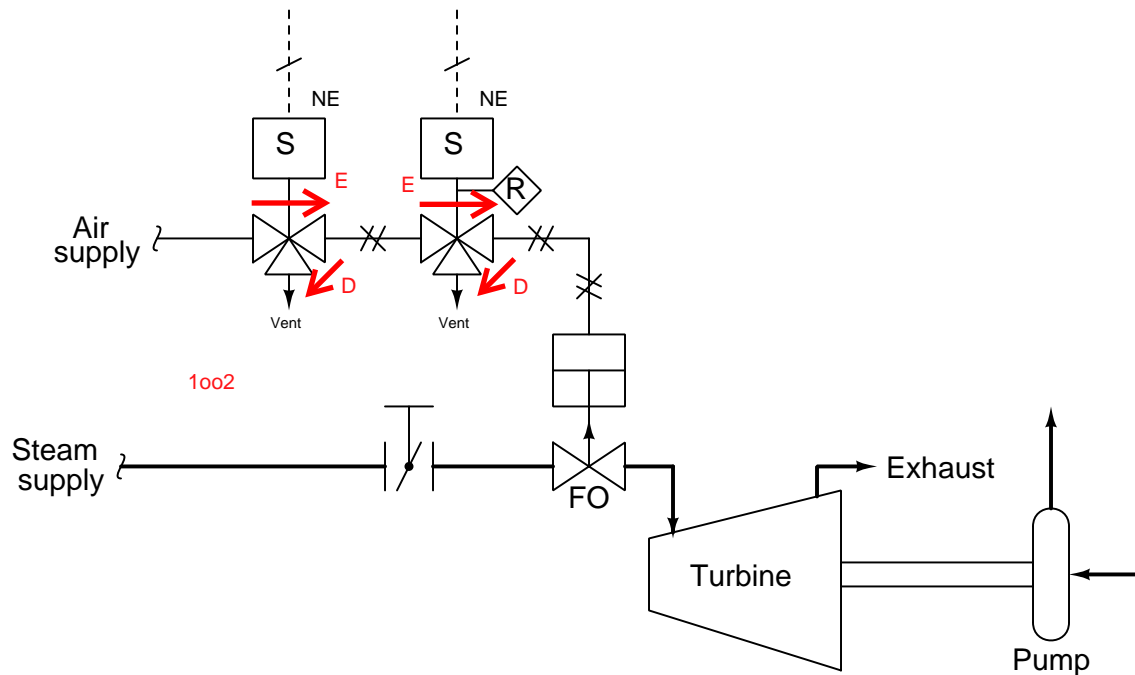 NE
NE
S
S
E
E
R
Air
supply
D
D
Vent
Vent
1oo2
Steam
supply
FO
Exhaust
Turbine
Pump